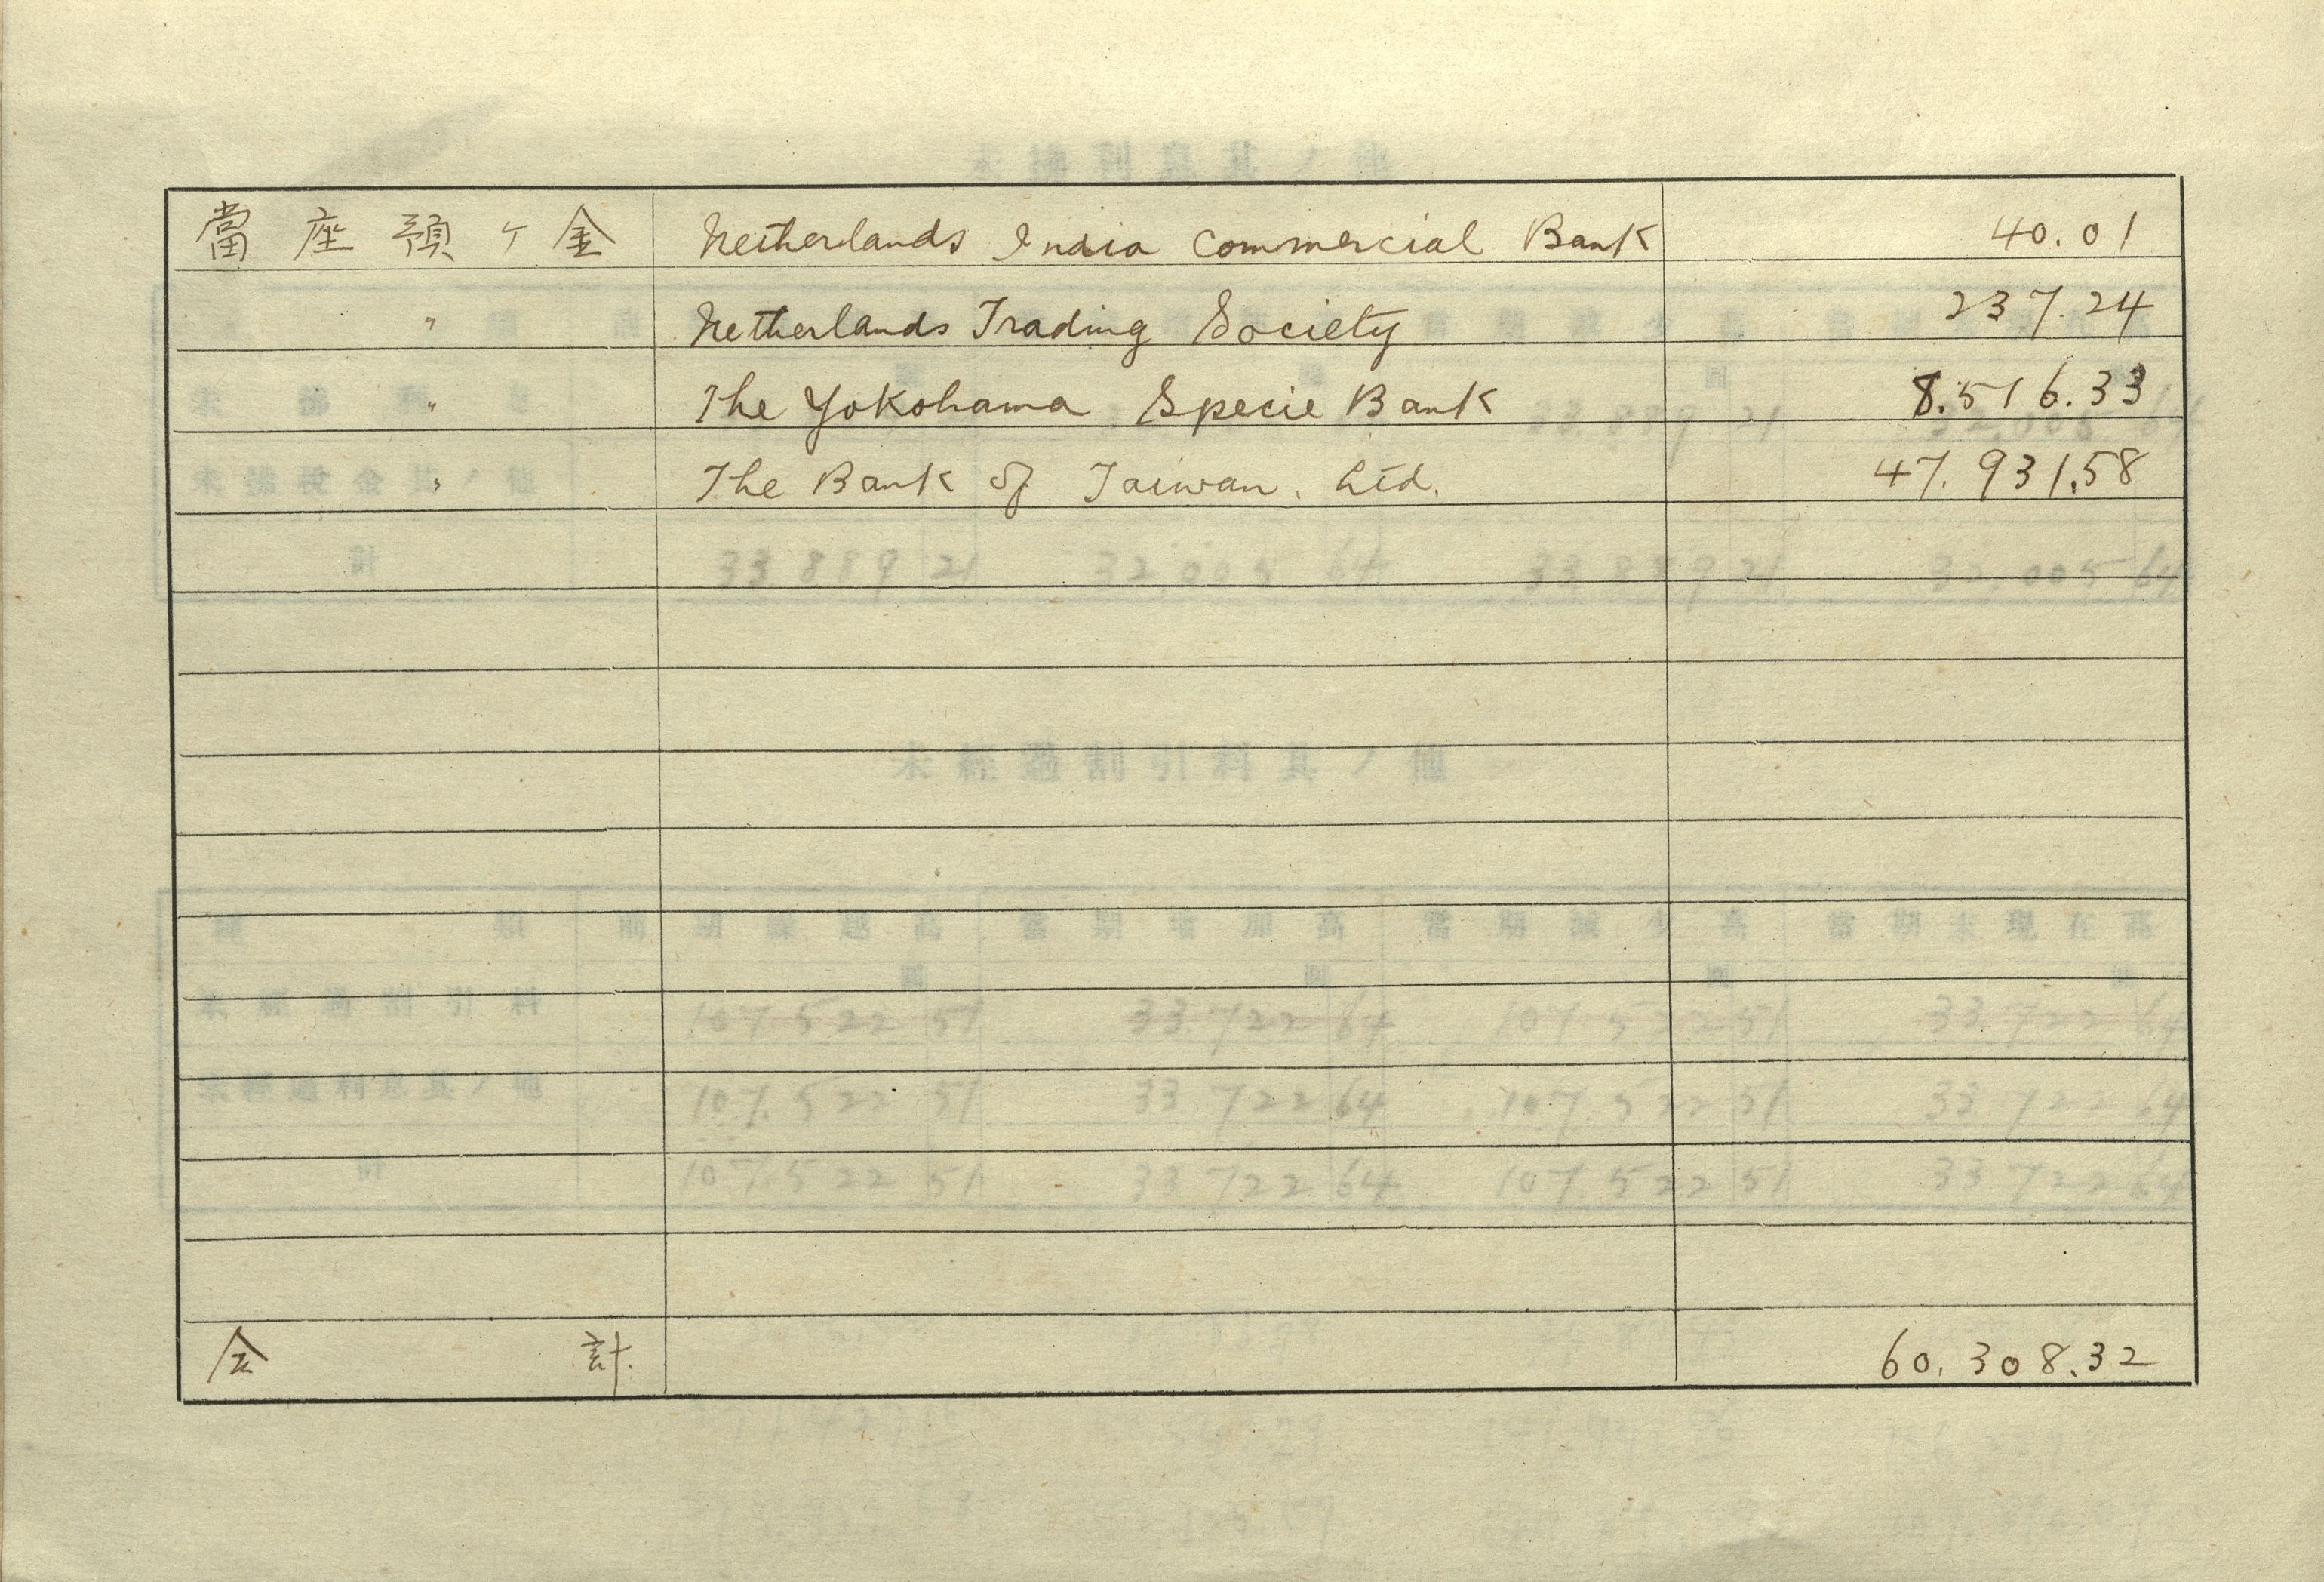 當座預ケ金 Netherlands India Commercial Bank 40.01
〃 Netherlands Trading Society 237.24
〃 The Yokohama Specie Bank 8.516.33
〃 The Bank of Taiwan. Ltd. 47.931.58
合計 60.308.32